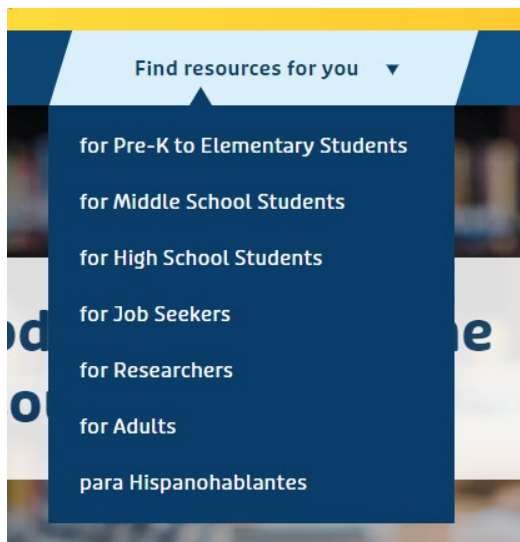 Find resources for you
for Pre-K to Elementary Students
for Middle School Students
for High School Students
for Job Seekers
for Researchers
for Adults
para Hispanohablantes